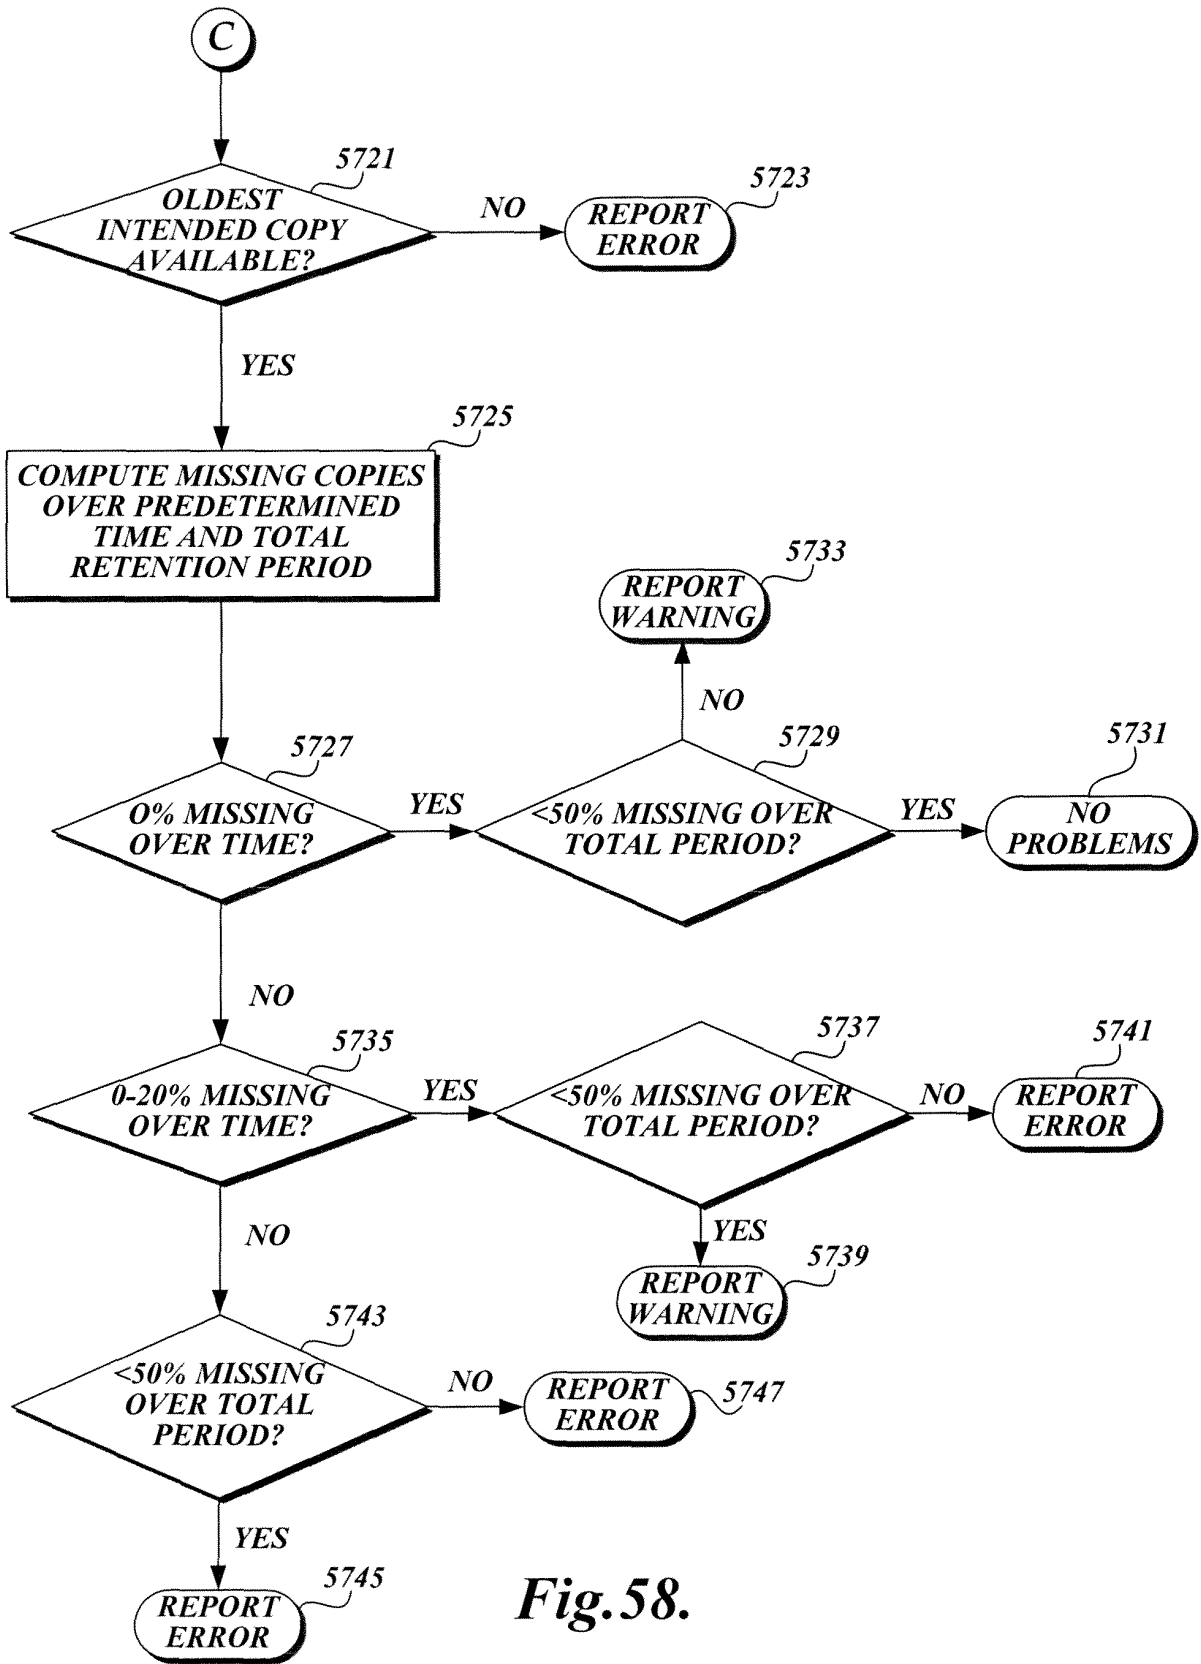 C
5721
OLDEST
INTENDED COPY
AVAILABLE?
NO
5723
REPORT
ERROR
YES
5725
COMPUTE MISSING COPIES
OVER PREDETERMINED
TIME AND TOTAL
RETENTION PERIOD
5733
REPORT
WARNING
NO
5727
0% MISSING
OVER TIME?
YES
5729
<50% MISSING OVER
TOTAL PERIOD?
YES
5731
NO
PROBLEMS
NO
5735
0-20% MISSING
OVER TIME?
YES
5737
<50% MISSING OVER
TOTAL PERIOD?
NO
5741
REPORT
ERROR
YES
5739
REPORT
WARNING
NO
5743
<50% MISSING
OVER TOTAL
PERIOD?
NO
REPORT
ERROR
5747
YES
5745
REPORT
ERROR
Fig.58.